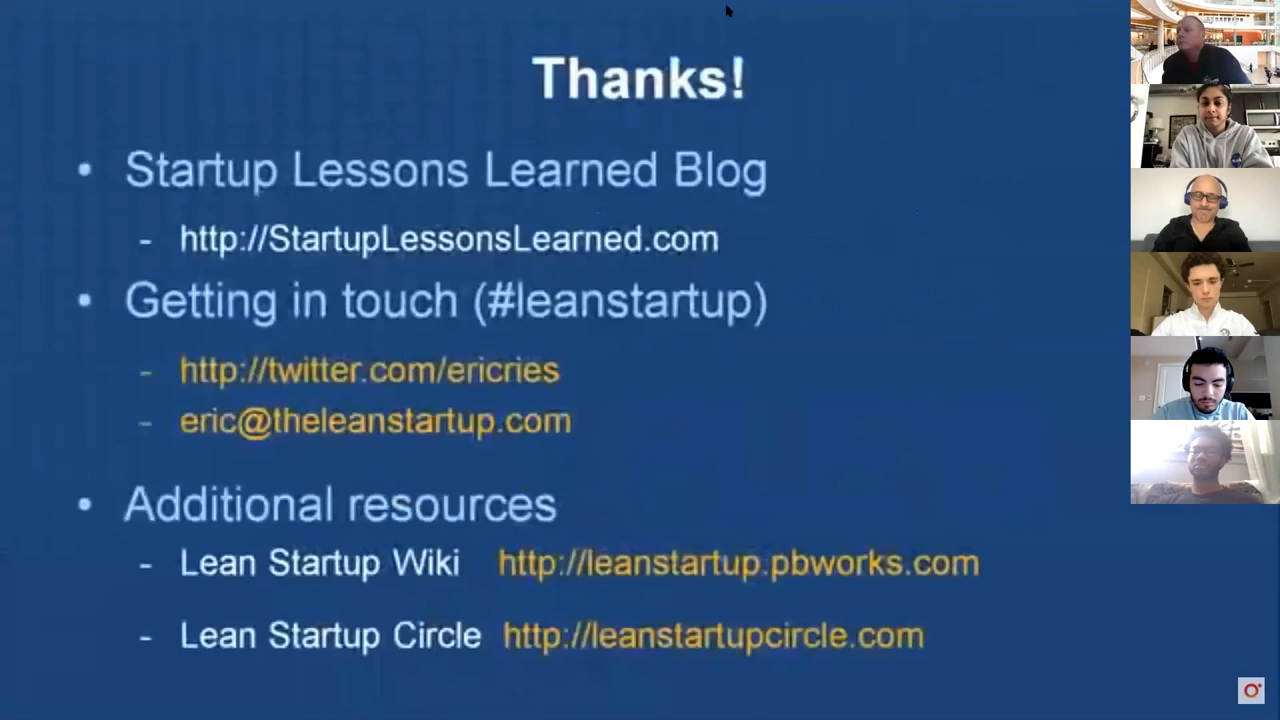 Thanks!
• Startup Lessons Learned Blog
- http://StartupLessonsLearned.com
• Getting in touch (#leanstartup)
- http://twitter.com/ericries
- eric@theleanstartup.com
• Additional resources
- Lean Startup Wiki http://leanstartup.pbworks.com
- Lean Startup Circle http://leanstartupcircle.com